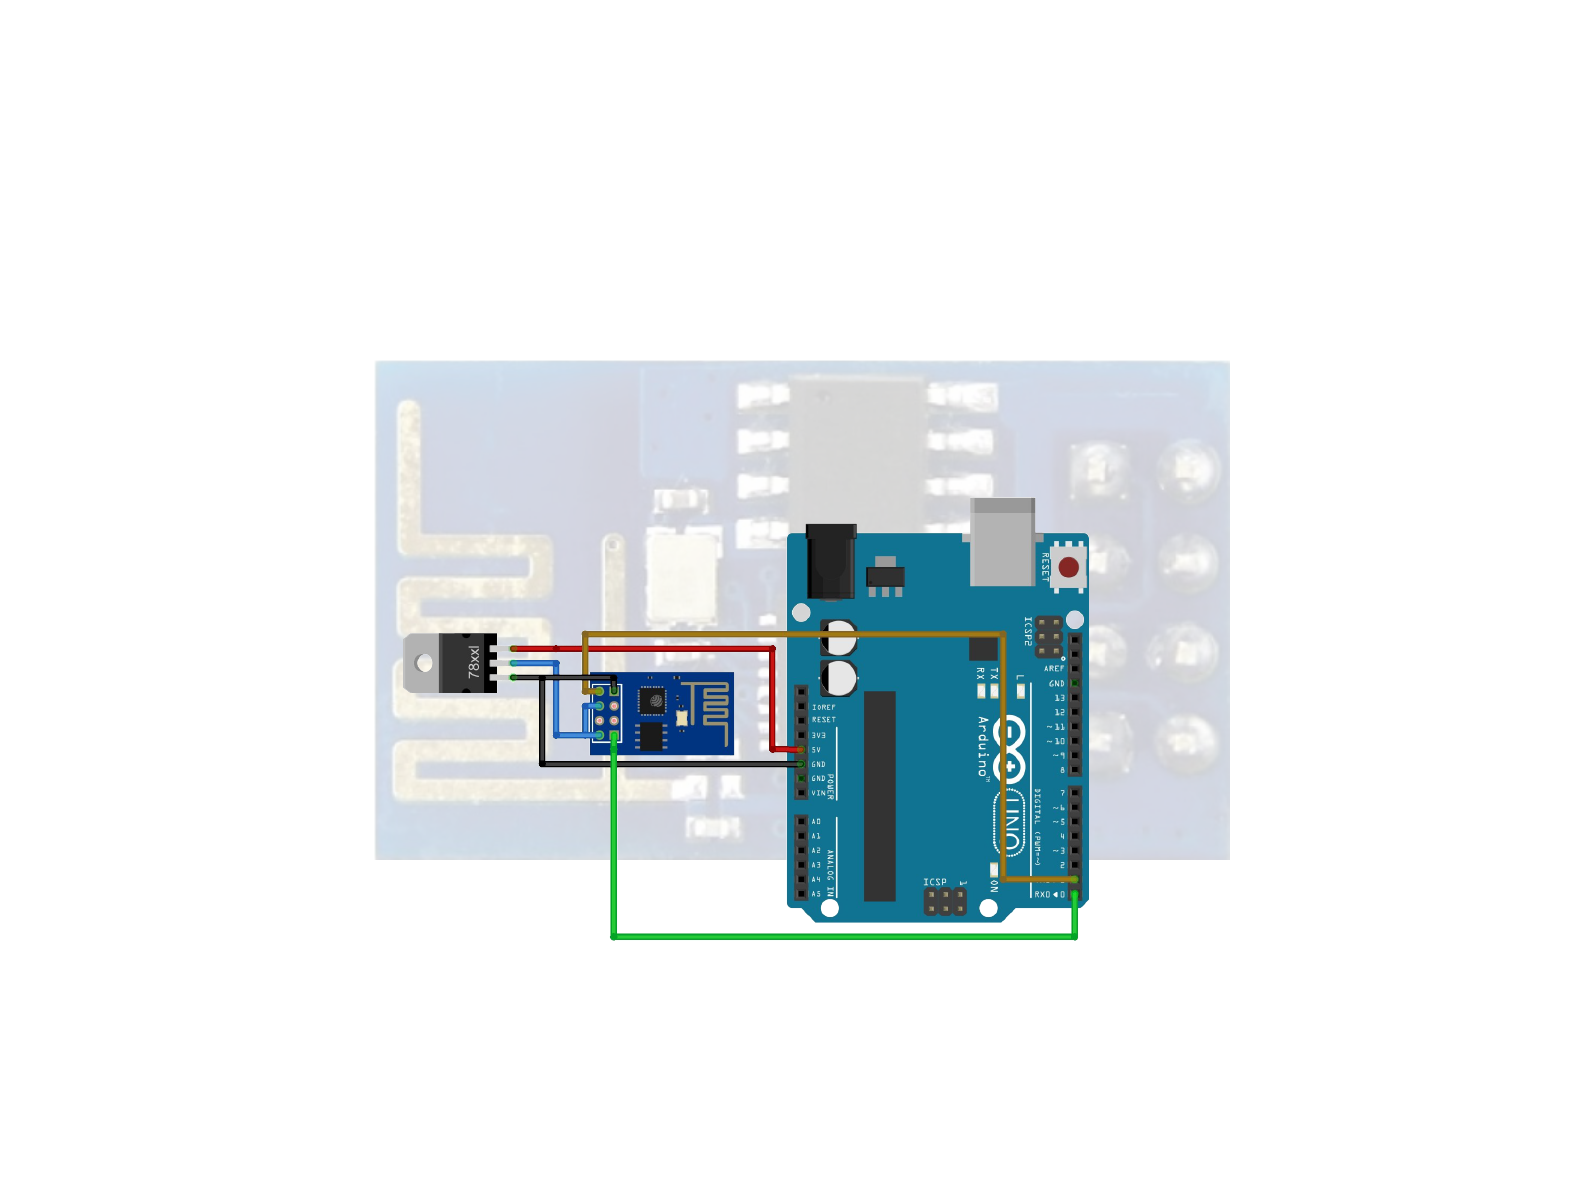 RESET
ICSP2
78xxl
AREF
GND
13
12
~11
~10
~9
8
RX
TX
L
IOREF
RESET
3V3
5V
GND
GND
VIN
POWER
Arduino™
UNO
7
~6
~5
4
~3
2
RXD◄0
DIGITAL (PWM=~)
A0
A1
A2
A3
A4
A5
ANALOG IN
ICSP
1
ON